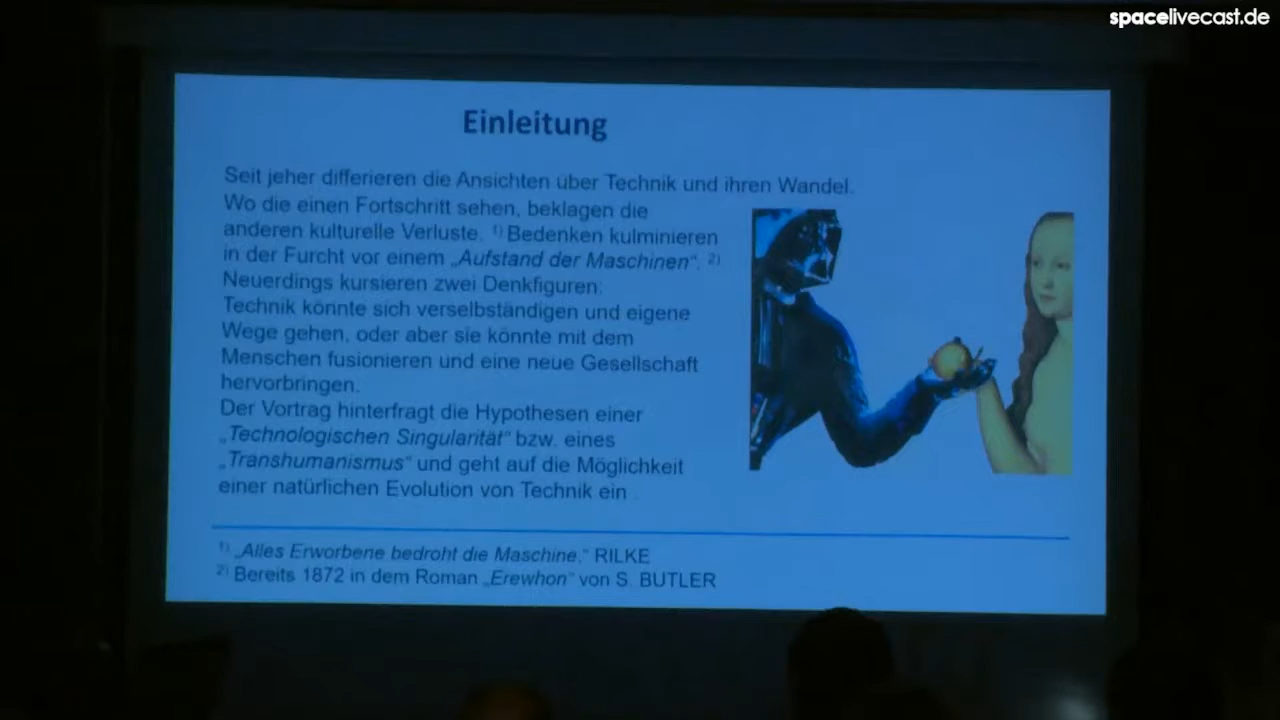 spacelivecast.de
Einleitung
Seit jeher differieren die Ansichten über Technik und ihren Wandel.
Wo die einen Fortschritt sehen, beklagen die
anderen kulturelle Verluste. ¹⁾ Bedenken kulminieren
in der Furcht vor einem „Aufstand der Maschinen“. ²⁾
Neuerdings kursieren zwei Denkfiguren:
Technik könnte sich verselbständigen und eigene
Wege gehen, oder aber sie könnte mit dem
Menschen fusionieren und eine neue Gesellschaft
hervorbringen.
Der Vortrag hinterfragt die Hypothesen einer
„Technologischen Singularität“ bzw. eines
„Transhumanismus“ und geht auf die Möglichkeit
einer natürlichen Evolution von Technik ein.
¹⁾ „Alles Erworbene bedroht die Maschine.“ RILKE
²⁾ Bereits 1872 in dem Roman „Erewhon“ von S. BUTLER